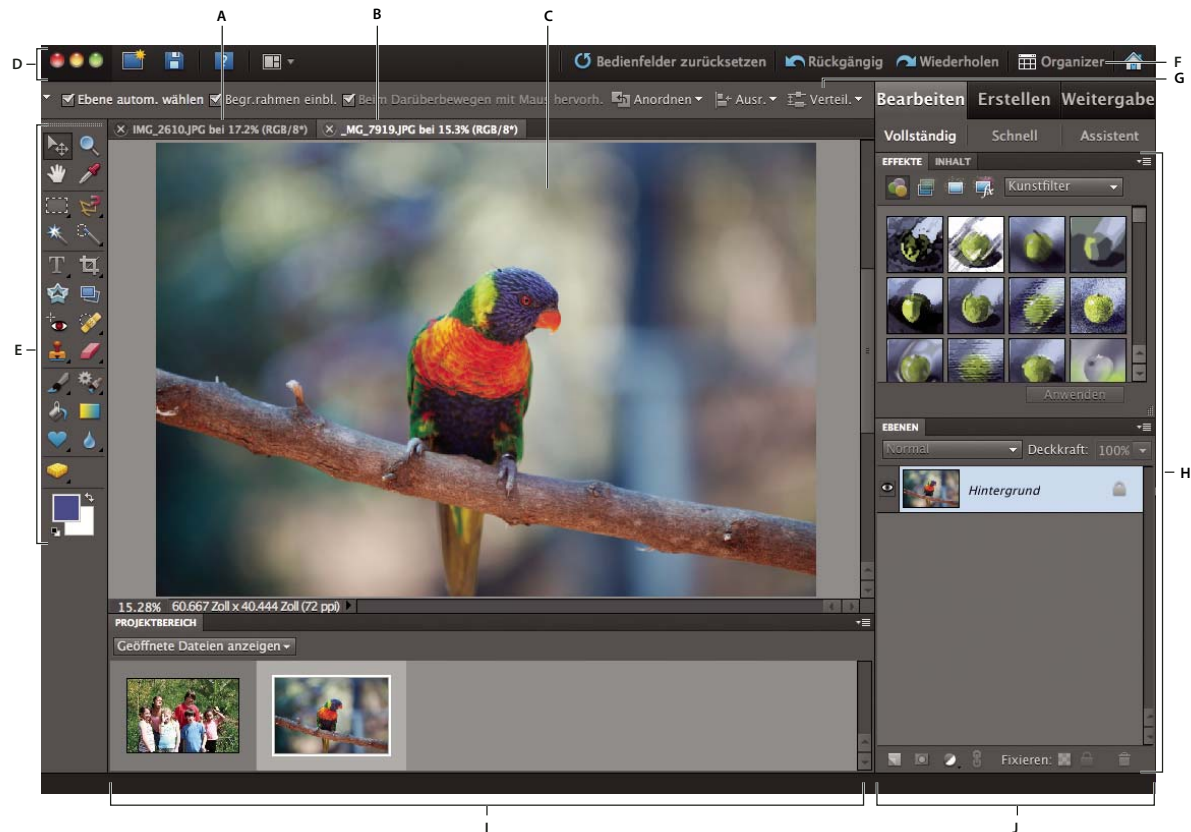 A B C
D
Bedienfelder zurücksetzen Rückgängig Wiederholen Organizer F
G
Ebene autom. wählen Begr.rahmen einbl. Beim Darüberbewegen mit Maus hervorh. Anordnen Ausr. Verteil.
Bearbeiten Erstellen Weitergabe
IMG_2610.JPG bei 17.2% (RGB/8*) _MG_7919.JPG bei 15.3% (RGB/8*)
Vollständig Schnell Assistent
EFFEKTE INHALT
Kunstfilter
T
E
Anwenden
EBENEN
Normal Deckkraft: 100%
H
Hintergrund
15.28% 60.667 Zoll x 40.444 Zoll (72 ppi)
PROJEKTBEREICH
Geöffnete Dateien anzeigen
Fixieren:
I J